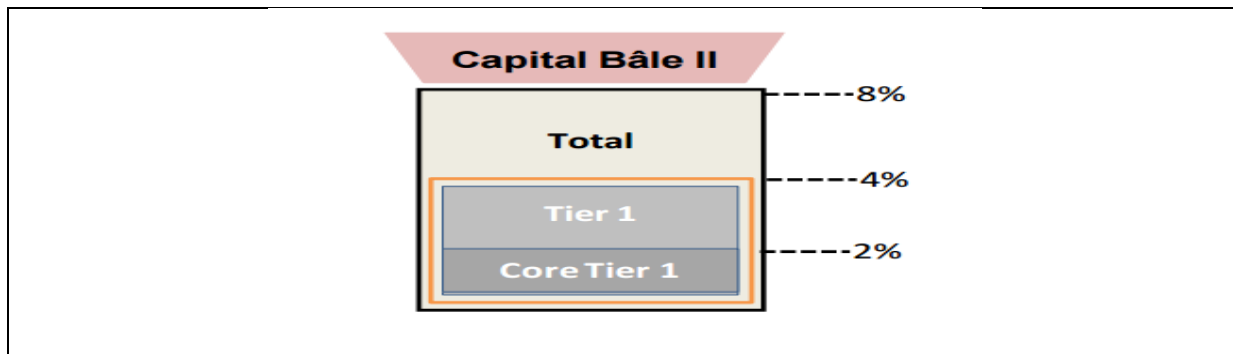 Capital Bâle II
8%
Total
4%
Tier 1
2%
Core Tier 1